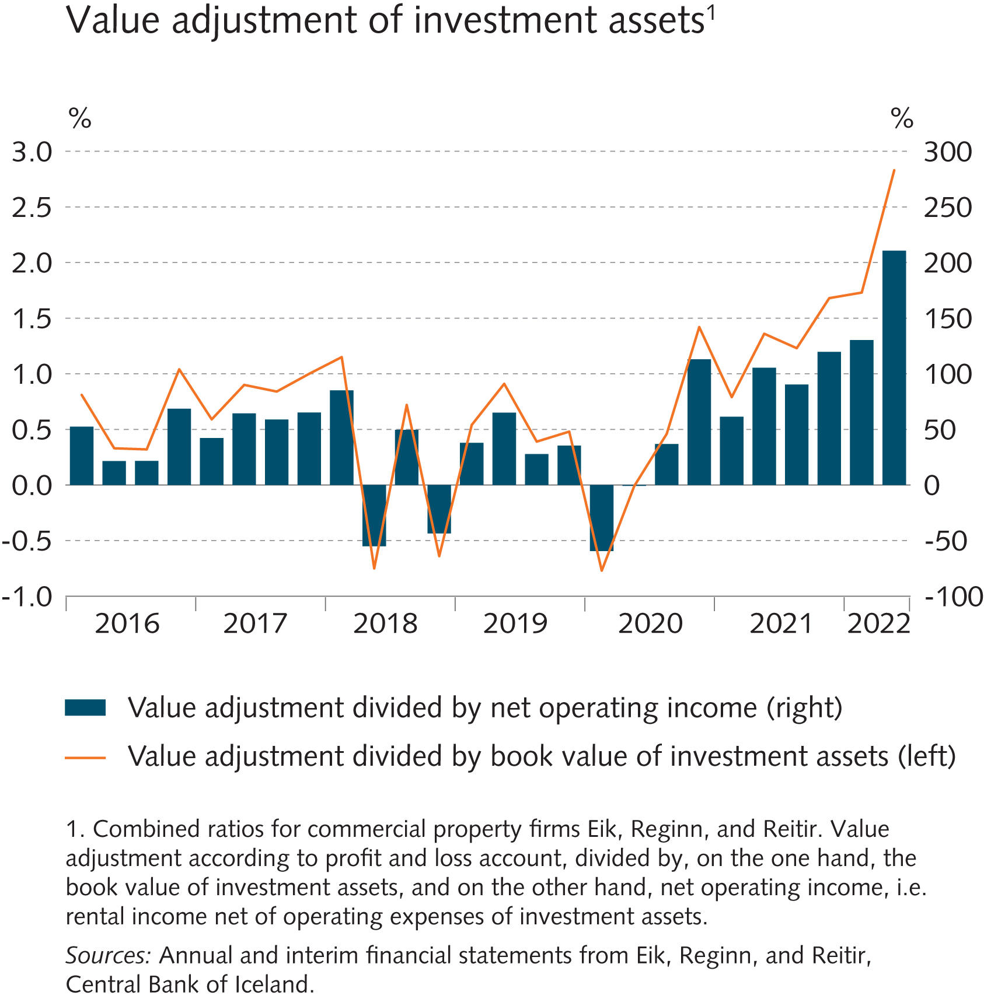 Value adjustment of investment assets¹
% %
3.0 300
2.5 250
2.0 200
1.5 150
1.0 100
0.5 50
0.0 0
-0.5 -50
-1.0 -100
2016 2017 2018 2019 2020 2021 2022
Value adjustment divided by net operating income (right)
Value adjustment divided by book value of investment assets (left)
1. Combined ratios for commercial property firms Eik, Reginn, and Reitir. Value
adjustment according to profit and loss account, divided by, on the one hand, the
book value of investment assets, and on the other hand, net operating income, i.e.
rental income net of operating expenses of investment assets.
Sources: Annual and interim financial statements from Eik, Reginn, and Reitir,
Central Bank of Iceland.